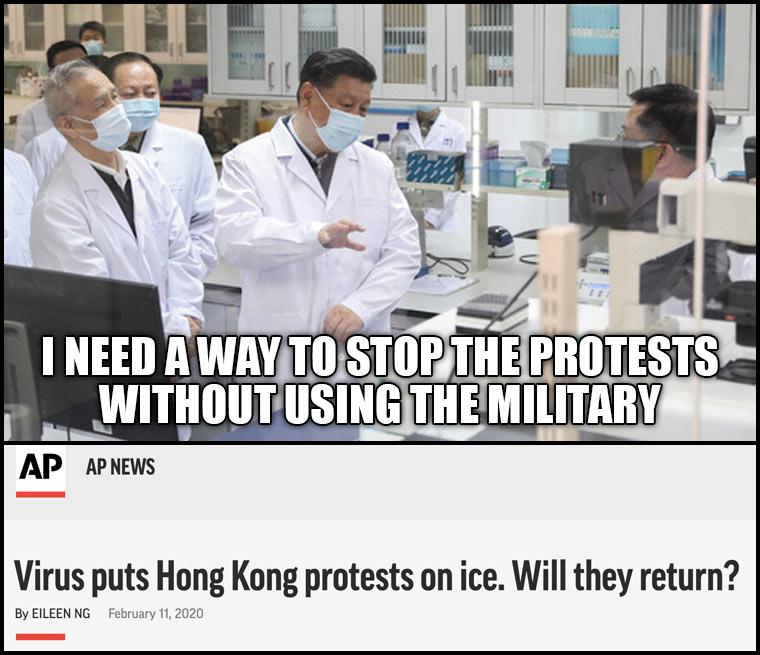 I NEED A WAY TO STOP THE PROTESTS
WITHOUT USING THE MILITARY
AP AP NEWS
Virus puts Hong Kong protests on ice. Will they return?
By EILEEN NG February 11, 2020